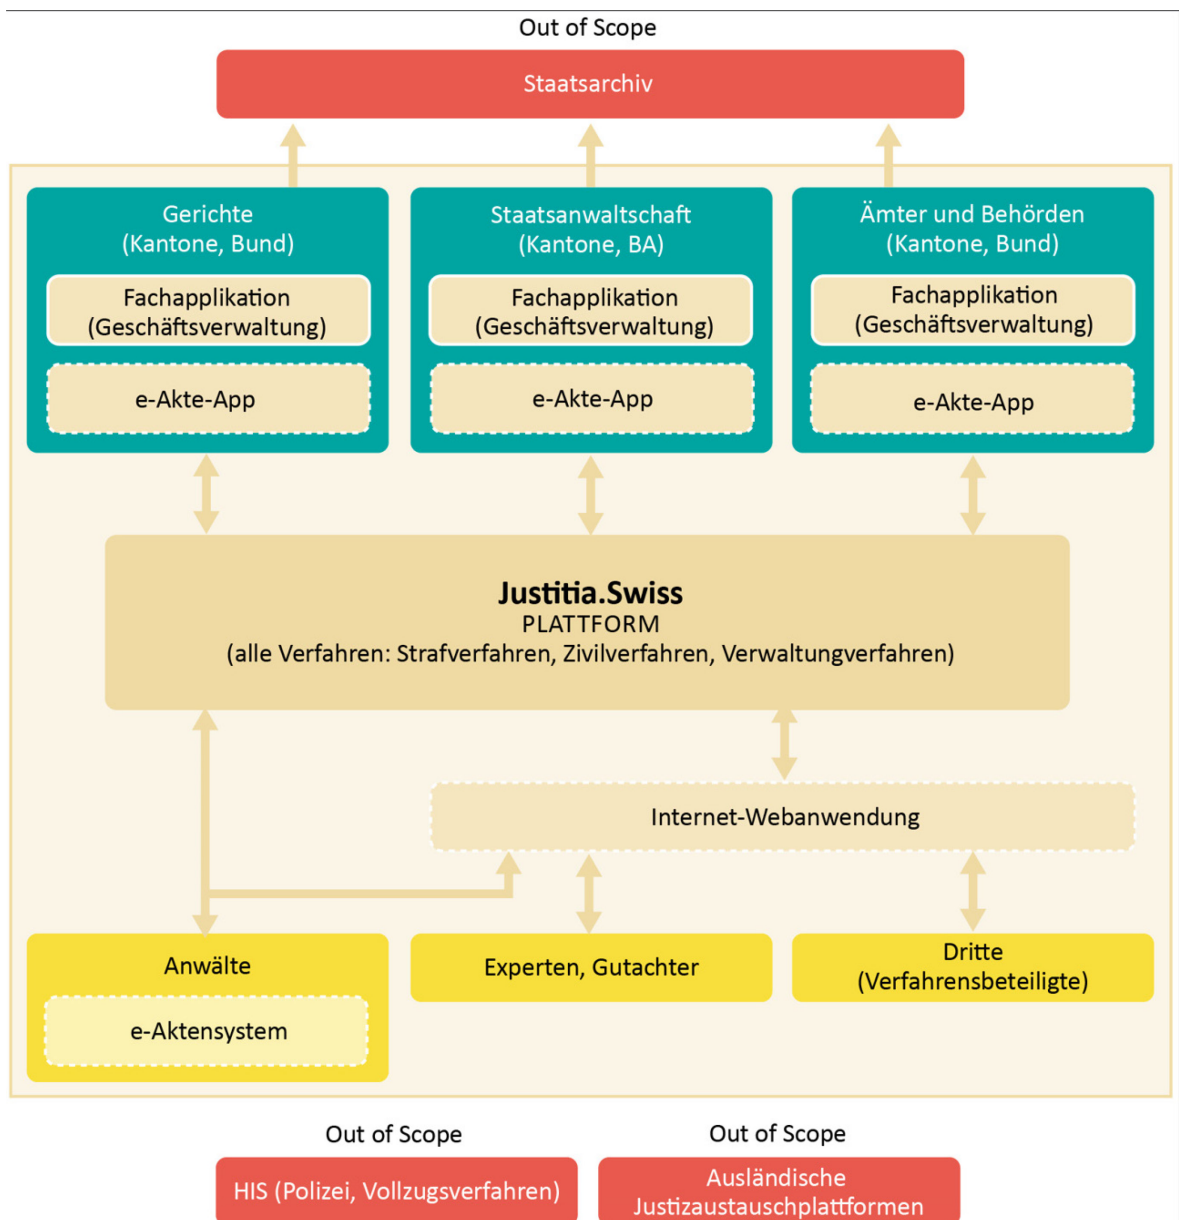 Out of Scope
Staatsarchiv
Gerichte
(Kantone, Bund)
Fachapplikation
(Geschäftsverwaltung)
e-Akte-App
Staatsanwaltschaft
(Kantone, BA)
Fachapplikation
(Geschäftsverwaltung)
e-Akte-App
Ämter und Behörden
(Kantone, Bund)
Fachapplikation
(Geschäftsverwaltung)
e-Akte-App
Justitia.Swiss
PLATTFORM
(alle Verfahren: Strafverfahren, Zivilverfahren, Verwaltungverfahren)
Internet-Webanwendung
Anwälte
e-Aktensystem
Experten, Gutachter
Dritte
(Verfahrensbeteiligte)
Out of Scope
HIS (Polizei, Vollzugsverfahren)
Out of Scope
Ausländische
Justizaustauschplattformen